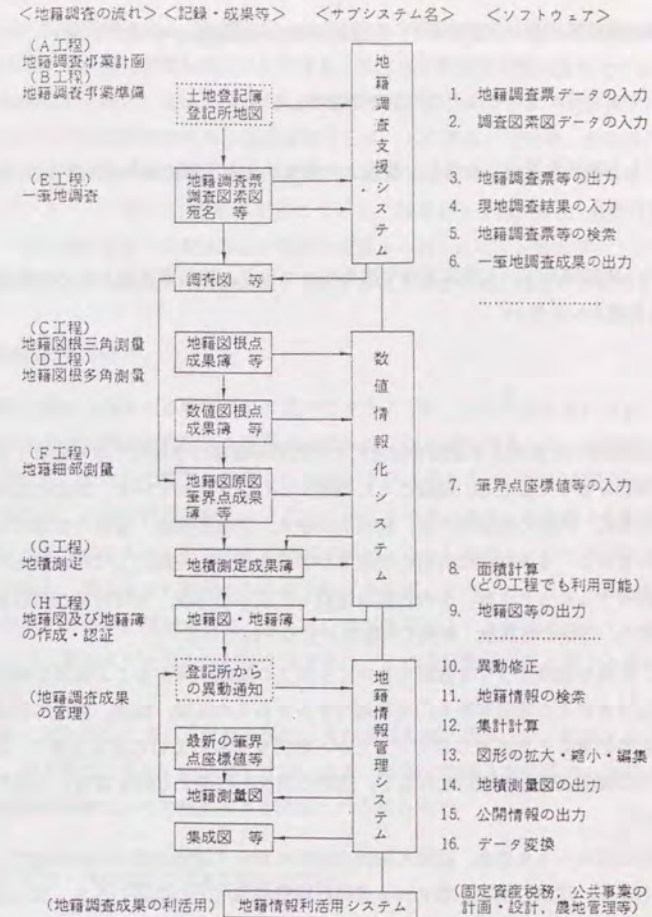 ＜地籍調査の流れ＞ ＜記録・成果等＞ ＜サブシステム名＞ ＜ソフトウェア＞
（A工程）
地籍調査事業計画
（B工程）
地籍調査事業準備
土地登記簿
登記所地図
地籍調査支援システム
1. 地籍調査票データの入力
2. 調査図素図データの入力
（E工程）
一筆地調査
地籍調査票
調査図素図
宛名 等
3. 地籍調査票等の出力
4. 現地調査結果の入力
5. 地籍調査票等の検索
6. 一筆地調査成果の出力
調査図 等
（C工程）
地籍図根三角測量
（D工程）
地籍図根多角測量
地籍図根点
成果簿 等
数値情報化システム
数値図根点
成果簿 等
（F工程）
地籍細部測量
地籍図原図
筆界点成果
簿 等
7. 筆界点座標値等の入力
（G工程）
地積測定
地積測定成果簿
8. 面積計算
（どの工程でも利用可能）
（H工程）
地籍図及び地籍簿
の作成・認証
地籍図・地籍簿
9. 地籍図等の出力
登記所から
の異動通知
地籍情報管理システム
10. 異動修正
（地籍調査成果
の管理）
11. 地籍情報の検索
12. 集計計算
最新の筆界
点座標値等
13. 図形の拡大・縮小・編集
地籍測量図
14. 地積測量図の出力
15. 公開情報の出力
集成図 等
16. データ変換
（地籍調査成果の利活用）
地籍情報利活用システム
（固定資産税務，公共事業の
計画・設計，農地管理等）